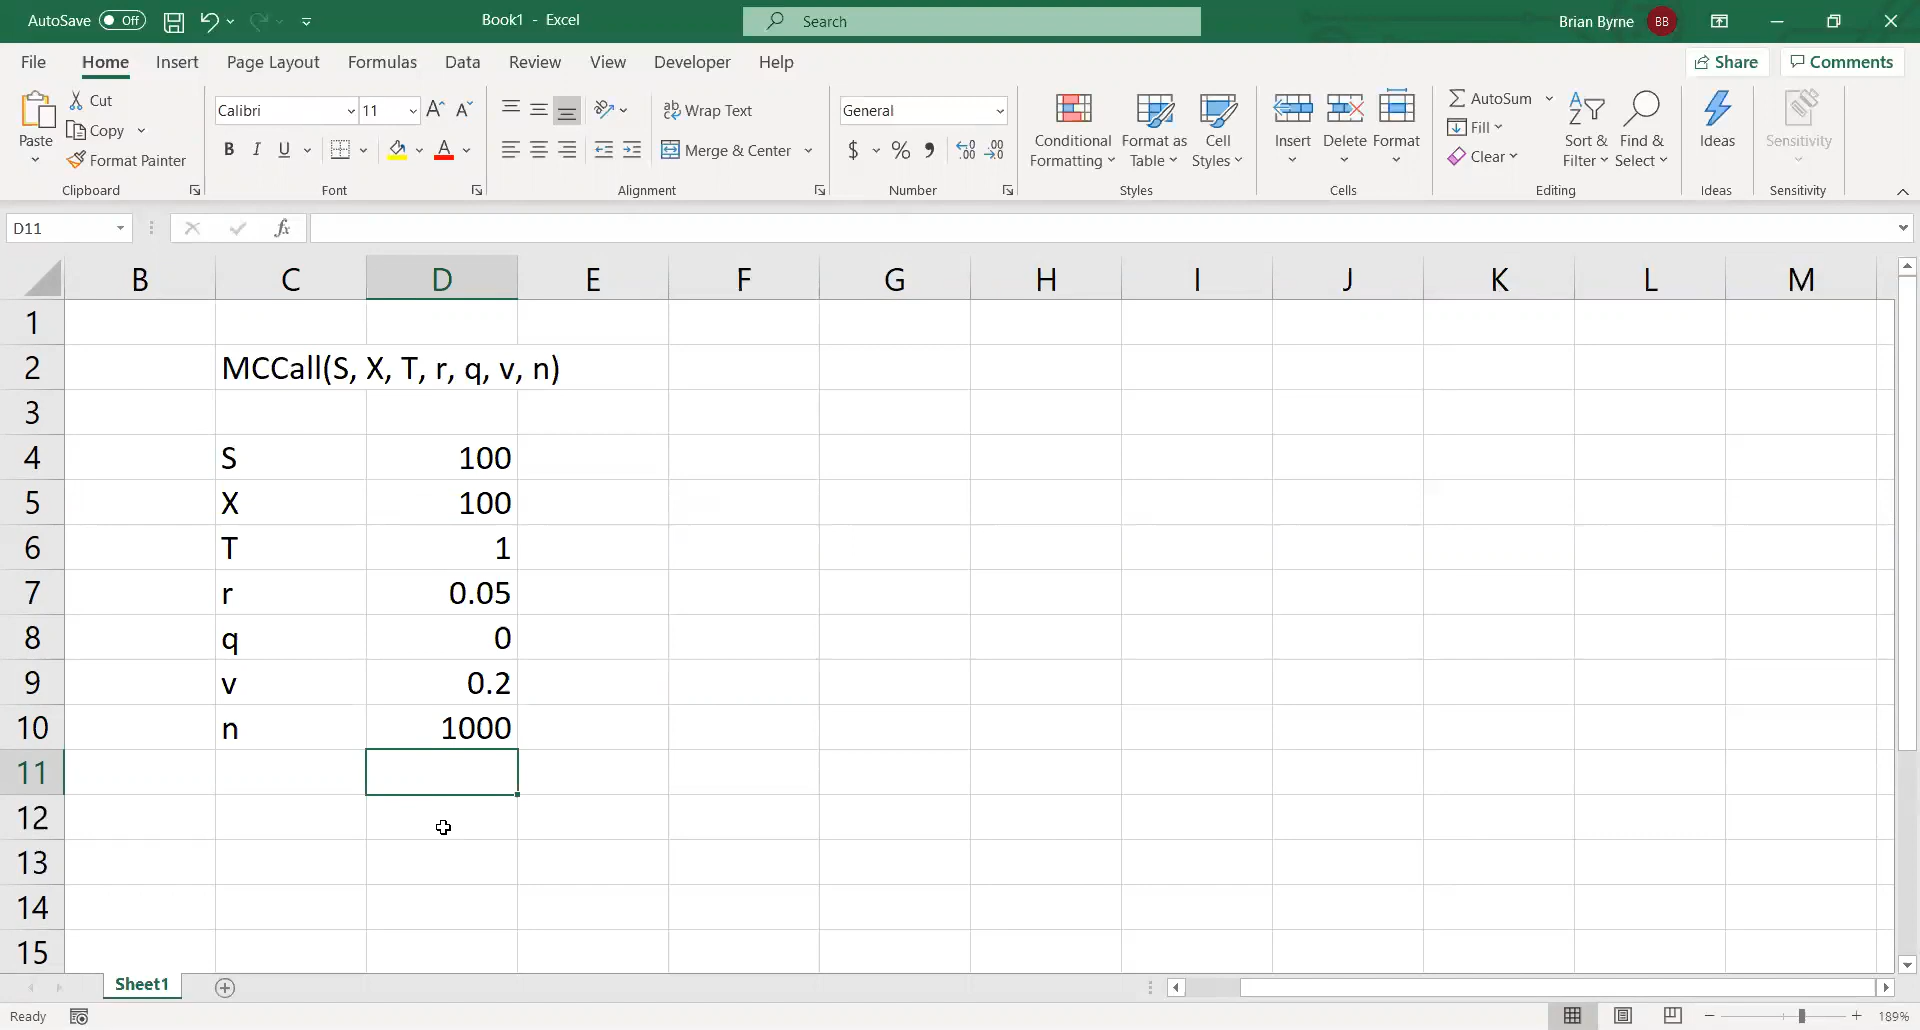 AutoSave Off Book1 - Excel Search Brian Byrne BB
File Home Insert Page Layout Formulas Data Review View Developer Help Share Comments
Paste Cut Copy Format Painter Clipboard
Calibri 11 A A B I U A Font
ab Wrap Text Merge & Center Alignment
General $ % Number
Conditional Formatting Format as Table Cell Styles Styles
Insert Delete Format Cells
AutoSum Fill Clear Sort & Filter Find & Select Editing
Ideas Ideas
Sensitivity Sensitivity
D11 fx
B C D E F G H I J K L M
1
2 MCCall(S, X, T, r, q, v, n)
3
4 S 100
5 X 100
6 T 1
7 r 0.05
8 q 0
9 v 0.2
10 n 1000
11
12
13
14
15
Sheet1
Ready 189%